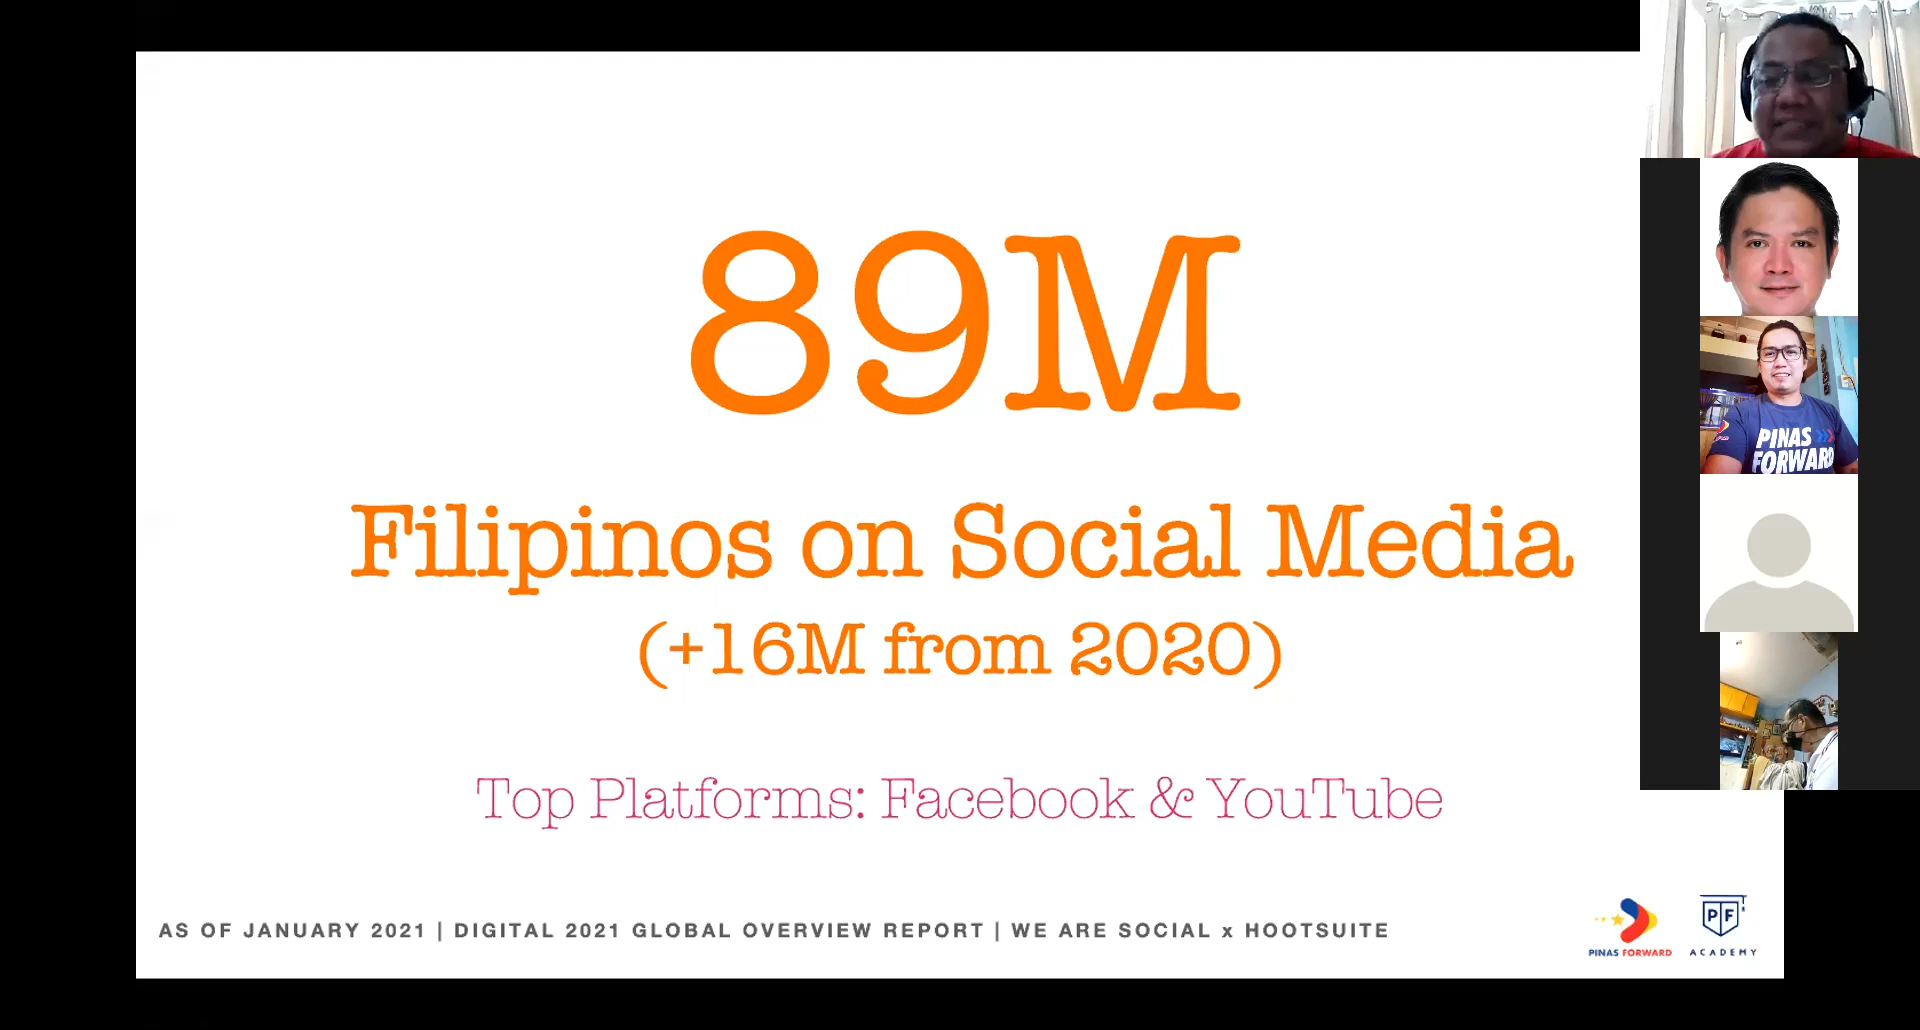 89M
Filipinos on Social Media
(+16M from 2020)
Top Platforms: Facebook & YouTube
AS OF JANUARY 2021 | DIGITAL 2021 GLOBAL OVERVIEW REPORT | WE ARE SOCIAL x HOOTSUITE
PINAS FORWARD
PF
ACADEMY
PINAS
FORWARD